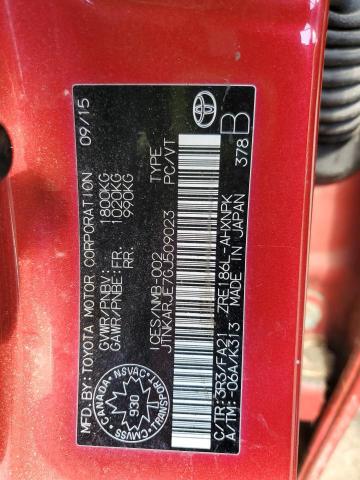 MFD. BY: TOYOTA MOTOR CORPORATION 09/15
GVWR/PNBV: 1800KG
GAWR/PNBE: FR: 1020KG
RR: 990KG
ICES/NMB-002 TYPE
JTNKARJE7GJ509023 PC/VT
CANADA NSVAC
930
CMVSS TRANSPORT
C/TR: 3R3/FA21 ZRE186L-AHXNPK
A/TM: -06A/K313 MADE IN JAPAN
378 B